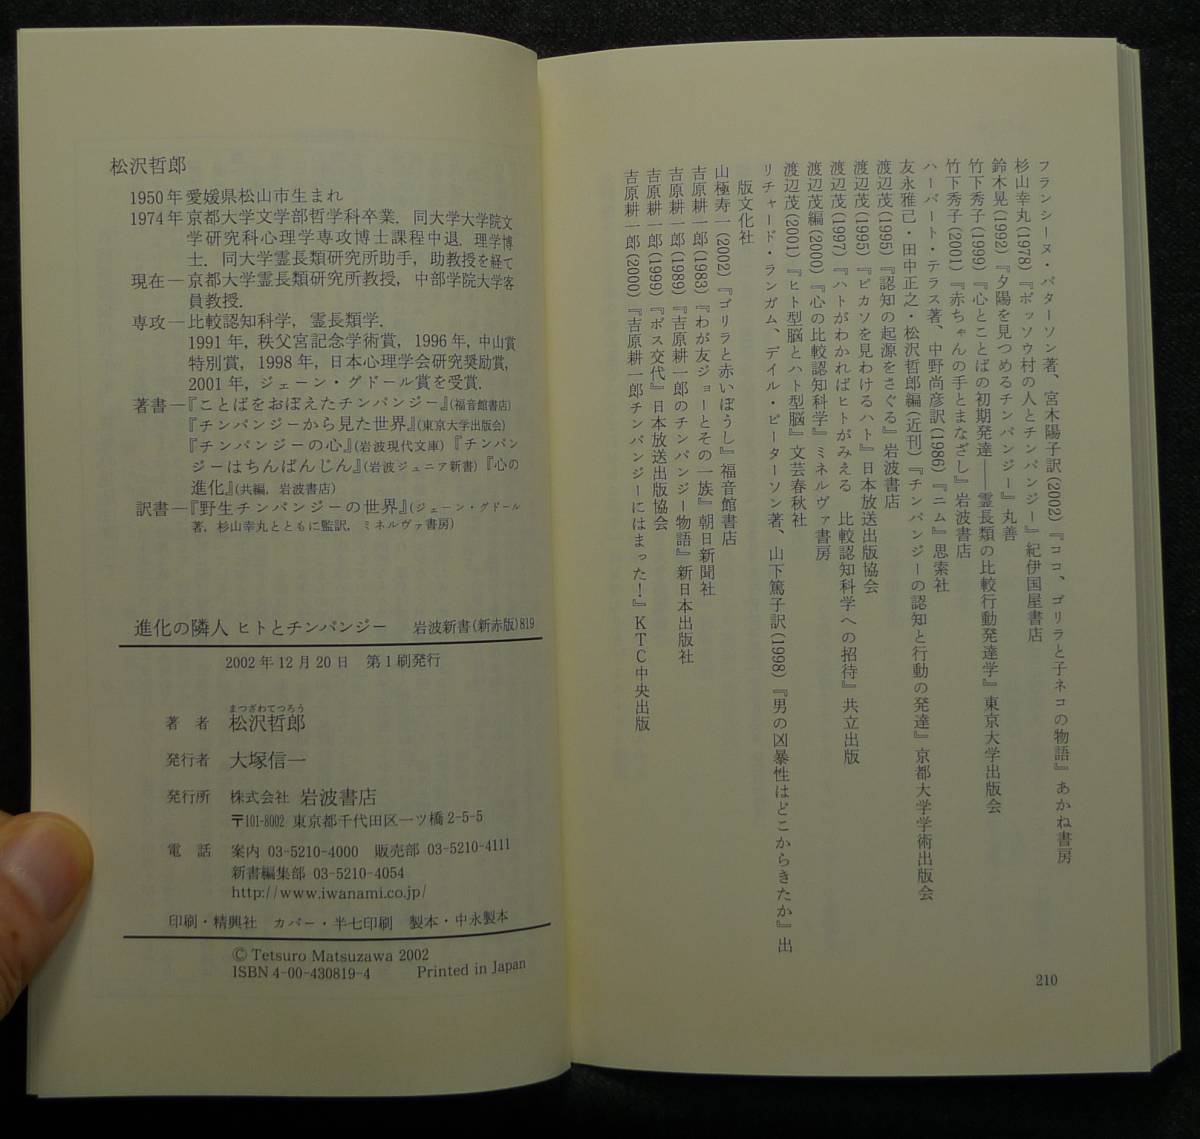 フランシーヌ・パターソン著、宮木陽子訳(2002)『ココ、ゴリラと子ネコの物語』あかね書房
杉山幸丸(1978)『ボッソウ村の人とチンパンジー』紀伊国屋書店
鈴木晃(1992)『夕陽を見つめるチンパンジー』丸善
竹下秀子(1999)『心とことばの初期発達――霊長類の比較行動発達学』東京大学出版会
竹下秀子(2001)『赤ちゃんの手とまなざし』岩波書店
ハーバート・テラス著、中野尚彦訳(1986)『ニム』思索社
友永雅己・田中正之・松沢哲郎編(近刊)『チンパンジーの認知と行動の発達』京都大学学術出版会
渡辺茂(1995)『認知の起源をさぐる』岩波書店
渡辺茂(1995)『ピカソを見わけるハト』日本放送出版協会
渡辺茂(1997)『ハトがわかればヒトがみえる 比較認知科学への招待』共立出版
渡辺茂編(2000)『心の比較認知科学』ミネルヴァ書房
渡辺茂(2001)『ヒト型脳とハト型脳』文芸春秋社
リチャード・ランガム、デイル・ピーターソン著、山下篤子訳(1998)『男の凶暴性はどこからきたか』出
版文化社
山極寿一(2002)『ゴリラと赤いぼうし』福音館書店
吉原耕一郎(1983)『わが友ジョーとその一族』朝日新聞社
吉原耕一郎(1989)『吉原耕一郎のチンパンジー物語』新日本出版社
吉原耕一郎(1999)『ボス交代』日本放送出版協会
吉原耕一郎(2000)『吉原耕一郎チンパンジーにはまった!』KTC中央出版
210
松沢哲郎
1950年愛媛県松山市生まれ
1974年京都大学文学部哲学科卒業.同大学大学院文
学研究科心理学専攻博士課程中退.理学博
士.同大学霊長類研究所助手,助教授を経て
現在―京都大学霊長類研究所教授,中部学院大学客
員教授.
専攻―比較認知科学,霊長類学.
1991年,秩父宮記念学術賞,1996年,中山賞
特別賞,1998年,日本心理学会研究奨励賞,
2001年,ジェーン・グドール賞を受賞.
著書―『ことばをおぼえたチンパンジー』(福音館書店)
『チンパンジーから見た世界』(東京大学出版会)
『チンパンジーの心』(岩波現代文庫)『チンパン
ジーはちんぱんじん』(岩波ジュニア新書)『心の
進化』(共編,岩波書店)
訳書―『野生チンパンジーの世界』(ジェーン・グドール
著,杉山幸丸とともに監訳,ミネルヴァ書房)
進化の隣人 ヒトとチンパンジー 岩波新書(新赤版)819
2002年12月20日 第1刷発行
まつざわてつろう
著者 松沢哲郎
発行者 大塚信一
発行所 株式会社 岩波書店
〒101-8002 東京都千代田区一ツ橋2-5-5
電話 案内 03-5210-4000 販売部 03-5210-4111
新書編集部 03-5210-4054
http://www.iwanami.co.jp/
印刷・精興社 カバー・半七印刷 製本・中永製本
© Tetsuro Matsuzawa 2002
ISBN 4-00-430819-4 Printed in Japan